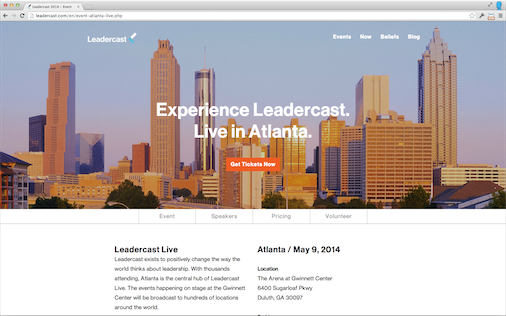 Leadercast 2014 – Event
leadercast.com/en/event-atlanta-live.php
Leadercast
Events Now Beliefs Blog
Experience Leadercast.
Live in Atlanta.
Get Tickets Now
Event Speakers Pricing Volunteer
Leadercast Live
Leadercast exists to positively change the way the
world thinks about leadership. With thousands
attending, Atlanta is the central hub of Leadercast
Live. The events happening on stage at the Gwinnett
Center will be broadcast to hundreds of locations
around the world.
Atlanta / May 9, 2014
Location
The Arena at Gwinnett Center
6400 Sugarloaf Pkwy
Duluth, GA 30097